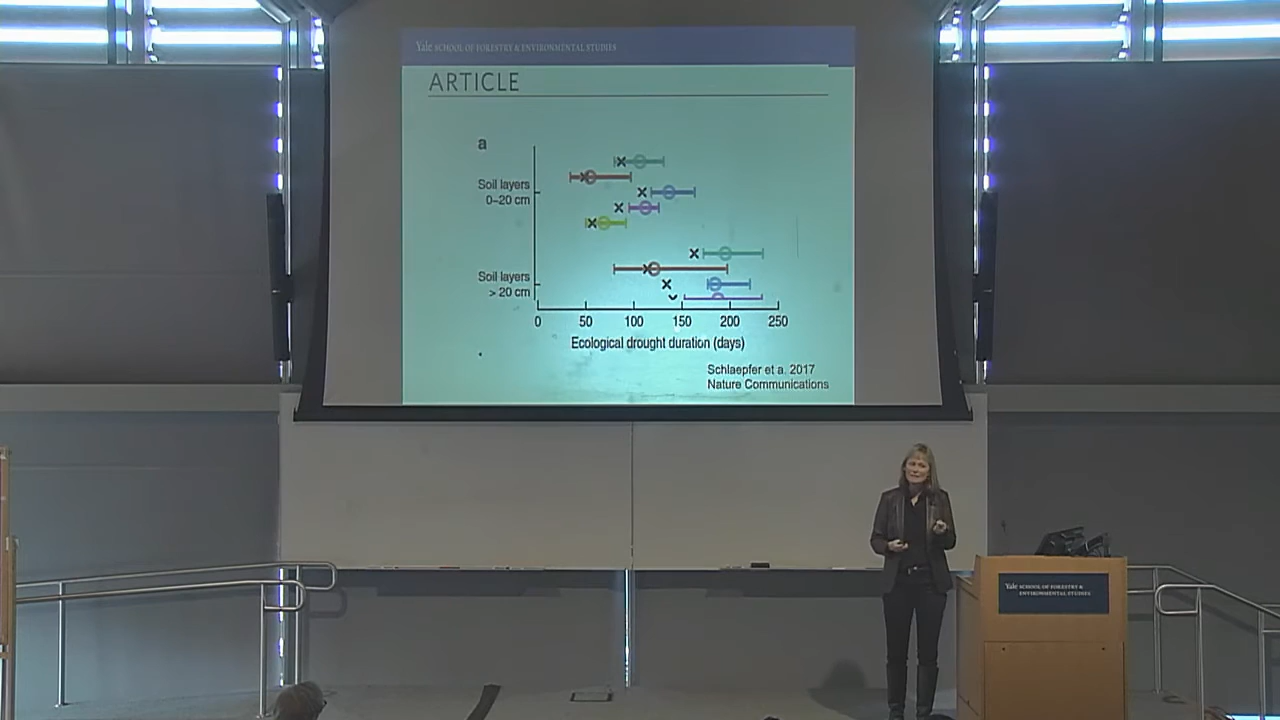 Yale SCHOOL OF FORESTRY & ENVIRONMENTAL STUDIES
ARTICLE
a
Soil layers
0–20 cm
Soil layers
> 20 cm
0 50 100 150 200 250
Ecological drought duration (days)
Schlaepfer et a. 2017
Nature Communications
Yale SCHOOL OF FORESTRY &
ENVIRONMENTAL STUDIES